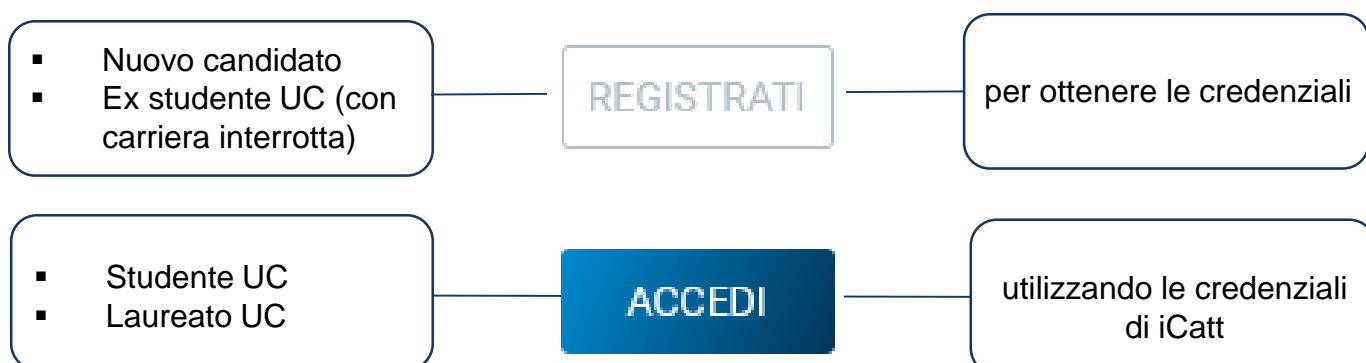 ▪ Nuovo candidato
▪ Ex studente UC (con
carriera interrotta)
REGISTRATI
per ottenere le credenziali
▪ Studente UC
▪ Laureato UC
ACCEDI
utilizzando le credenziali
di iCatt